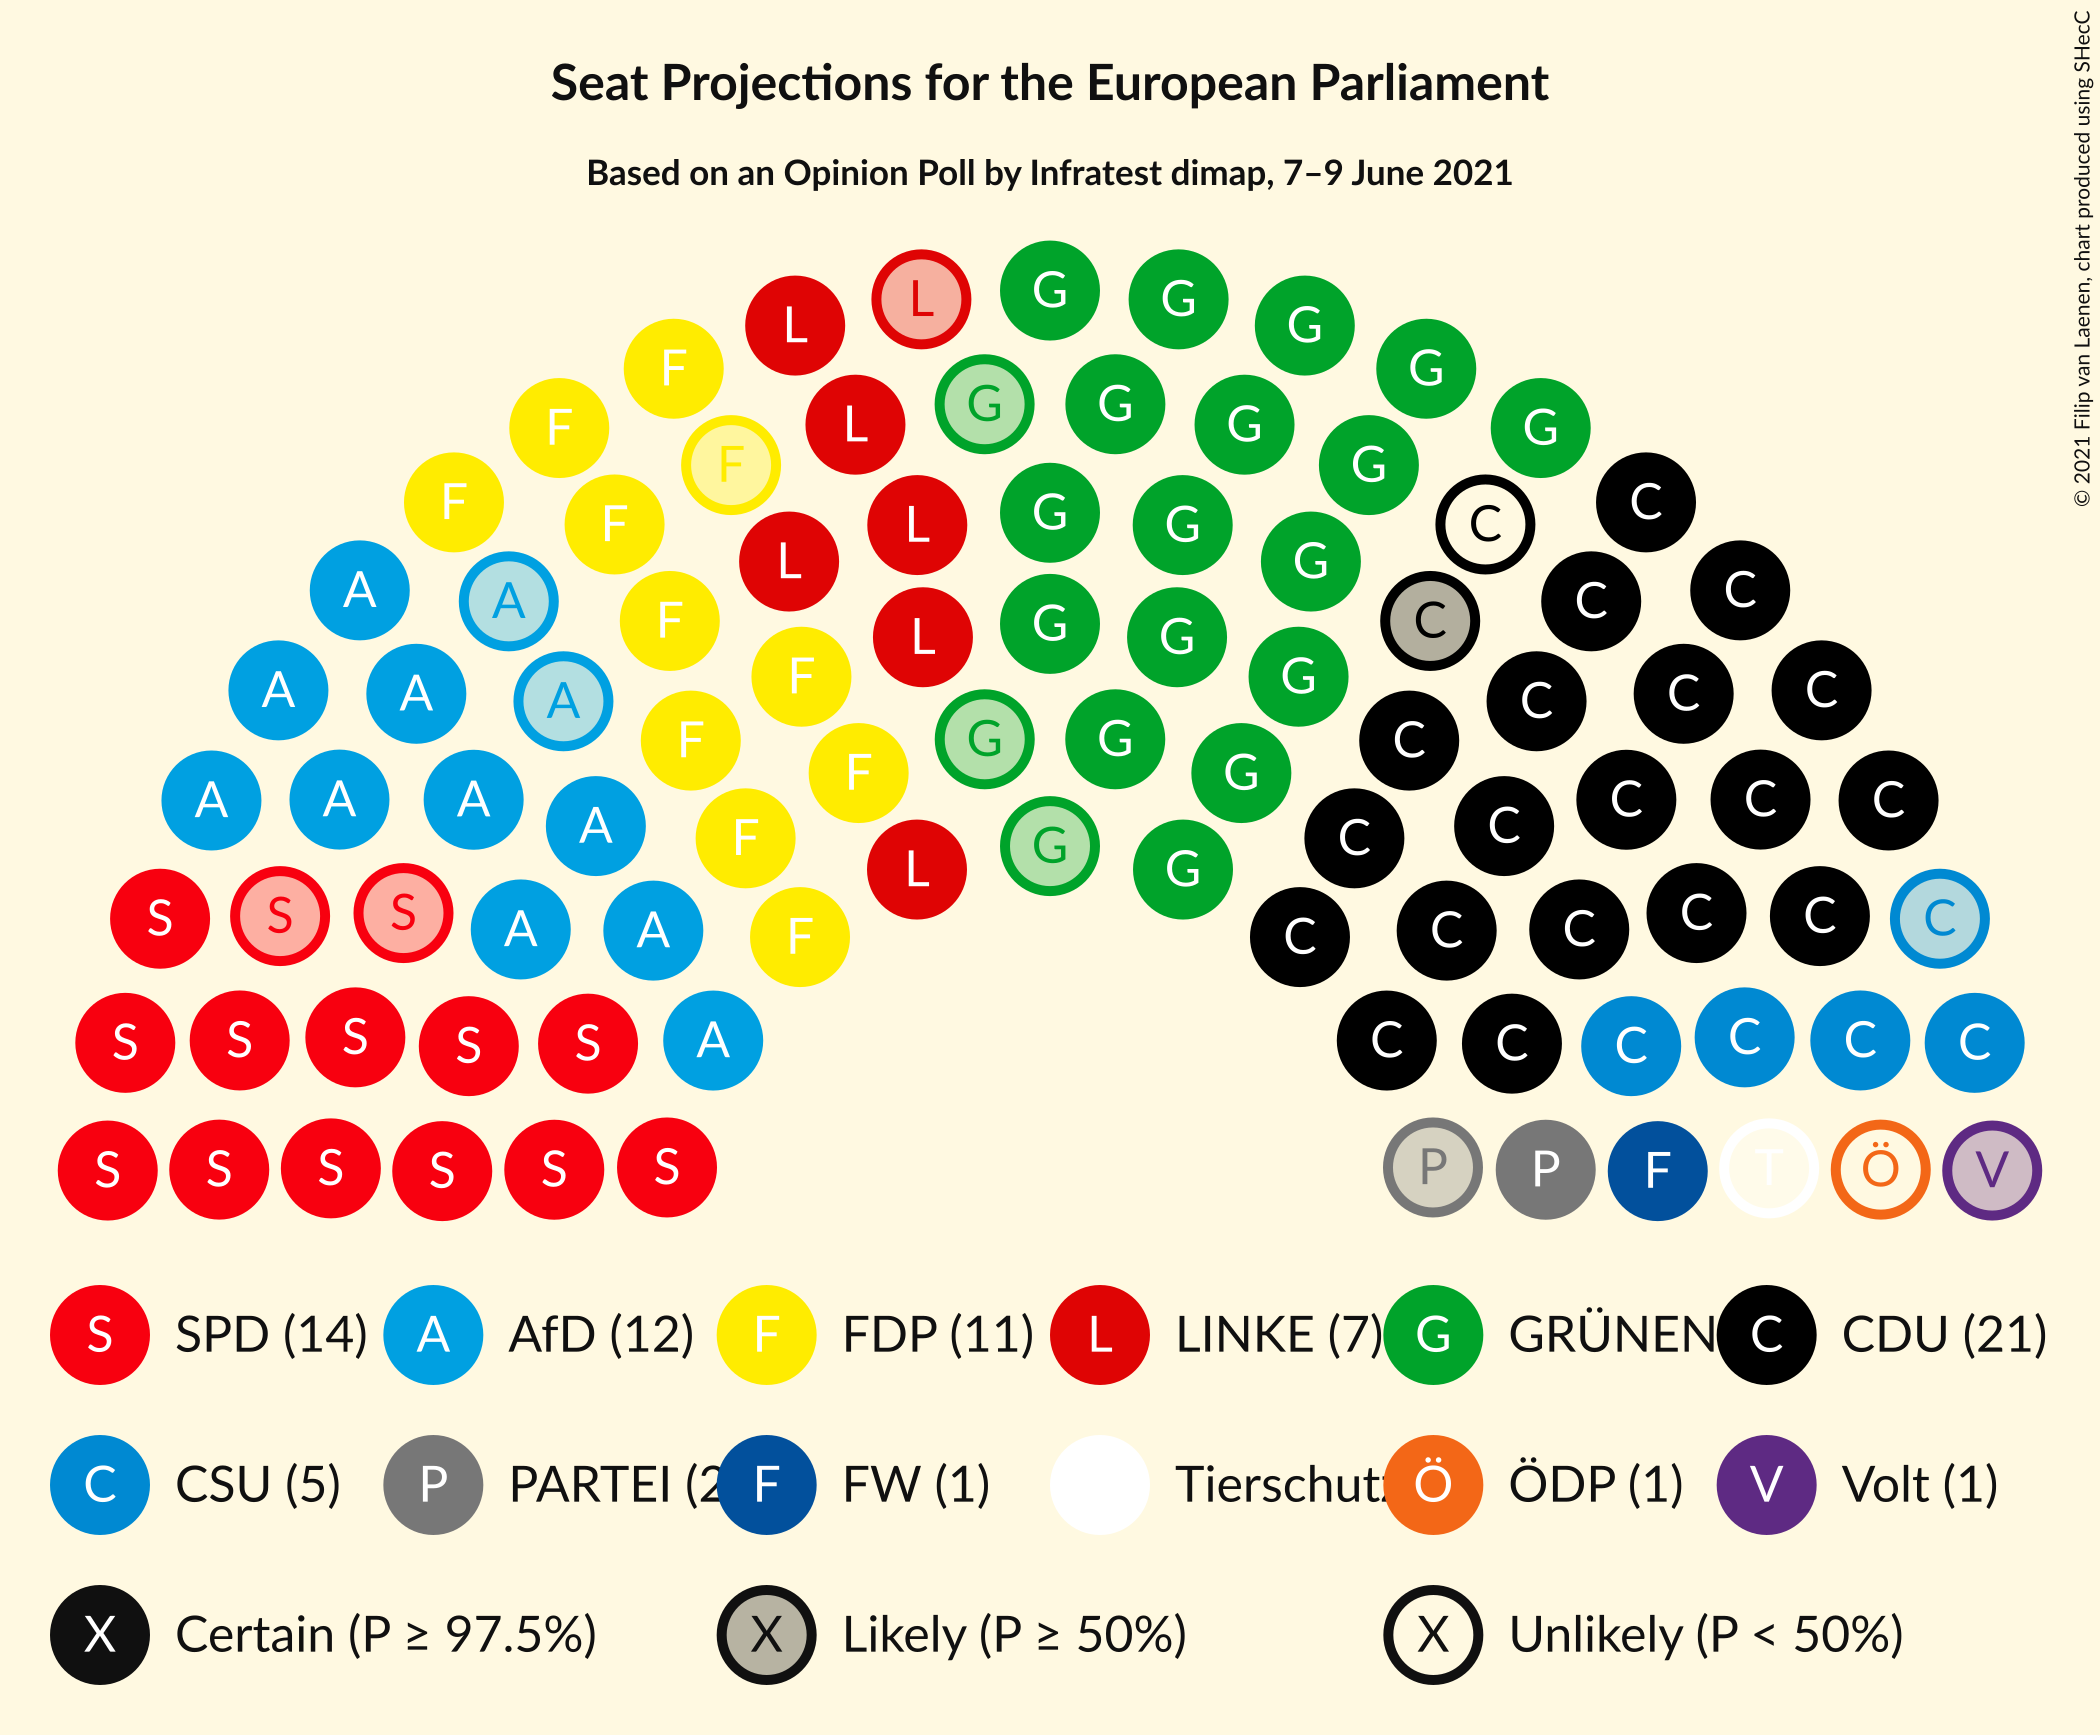 Seat Projections for the European Parliament
Based on an Opinion Poll by Infratest dimap, 7–9 June 2021
© 2021 Filip van Laenen, chart produced using SHecC
L G G G
L G
F G G G
F L G G
F G
F G C
F L G G C
F C
A A F L G C C
F L G G C
A A F F G C C
A F C
A A A F G G G C C C
A F G C
S S S A A F L G C C C C C
S S S S S A C C C C C C
S S S S S S P P F T Ö V
S SPD (14) A AfD (12) F FDP (11) L LINKE (7) G GRÜNEN C CDU (21)
C CSU (5) P PARTEI (2 F FW (1) Tierschutz Ö ÖDP (1) V Volt (1)
X Certain (P ≥ 97.5%) X Likely (P ≥ 50%) X Unlikely (P < 50%)